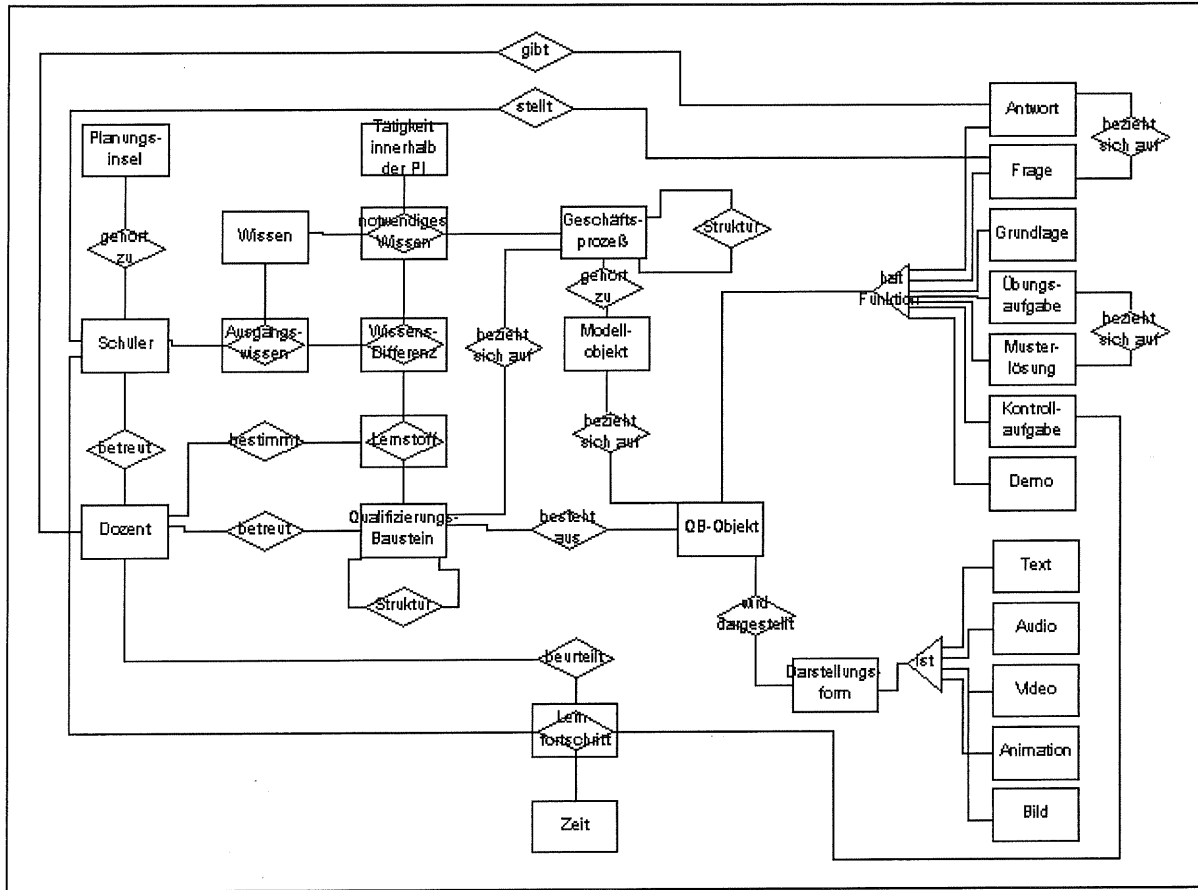 gibt
stellt
Antwort
bezieht
sich auf
Planungs-
insel
Tätigkeit
innerhalb
der PI
Frage
Wissen
notwendiges
Wissen
Geschäfts-
prozeß
Struktur
gehört
zu
Grundlage
gehört
zu
hat
Funktion
Übungs-
aufgabe
Schüler
Ausgangs-
wissen
Wissens-
Differenz
bezieht
sich auf
Modell-
objekt
bezieht
sich auf
Muster-
lösung
Kontroll-
aufgabe
betreut
bestimmt
Lernstoff
bezieht
sich auf
Demo
Dozent
betreut
Qualifizierungs-
Baustein
besteht
aus
QB-Objekt
Struktur
wird
dargestellt
Text
Audio
beurteilt
Darstellungs-
form
ist
Video
Lern-
fortschritt
Animation
Zeit
Bild